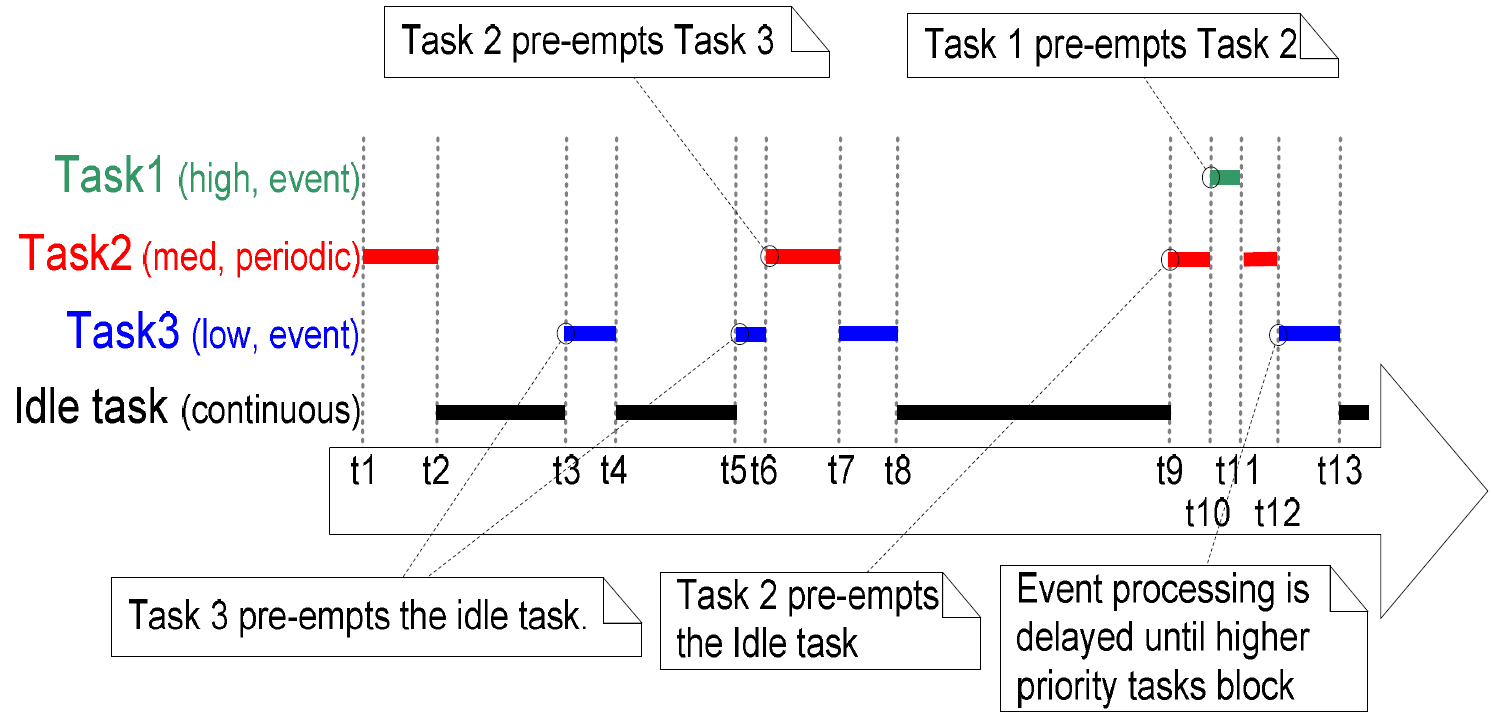 Task 2 pre-empts Task 3
Task 1 pre-empts Task 2
Task1 (high, event)
Task2 (med, periodic)
Task3 (low, event)
Idle task (continuous)
t1 t2 t3 t4 t5 t6 t7 t8 t9 t11 t13
t10 t12
Task 3 pre-empts the idle task.
Task 2 pre-empts
the Idle task
Event processing is
delayed until higher
priority tasks block